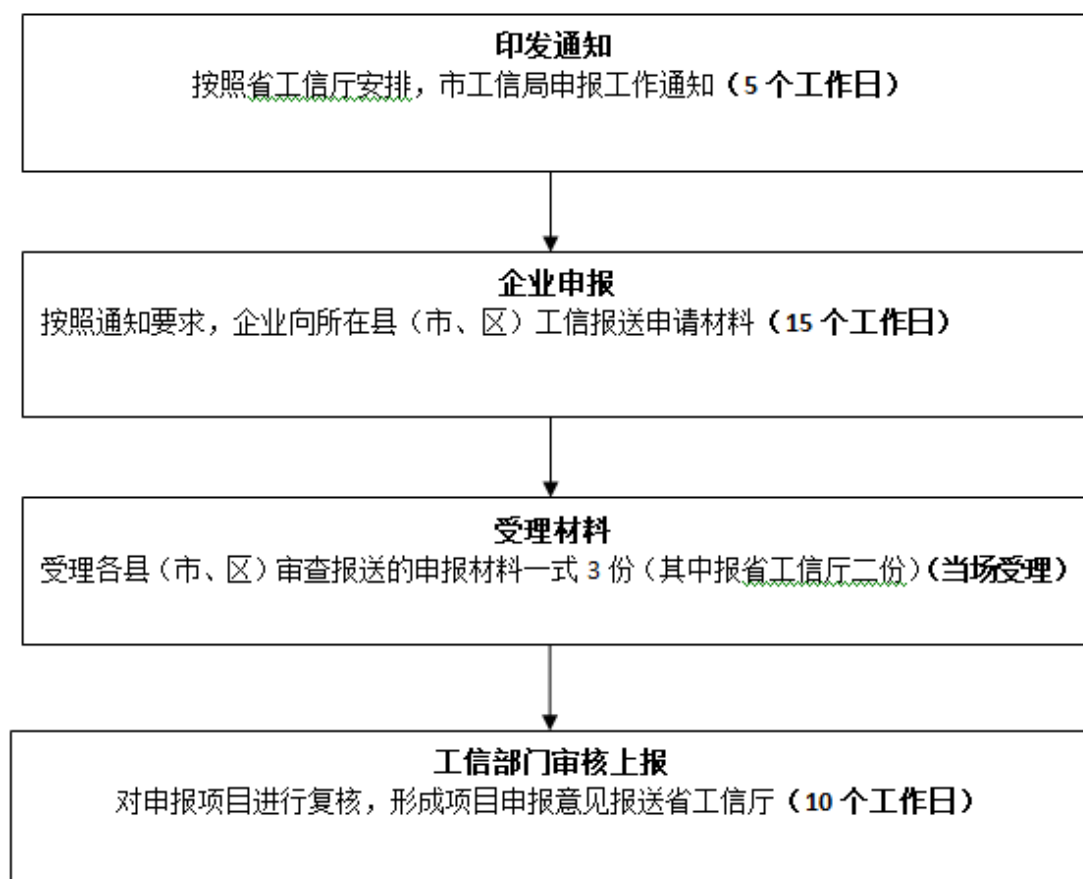 印发通知
按照省工信厅安排，市工信局申报工作通知（5 个工作日）
企业申报
按照通知要求，企业向所在县（市、区）工信报送申请材料（15 个工作日）
受理材料
受理各县（市、区）审查报送的申报材料一式 3 份（其中报省工信厅二份）（当场受理）
工信部门审核上报
对申报项目进行复核，形成项目申报意见报送省工信厅（10 个工作日）